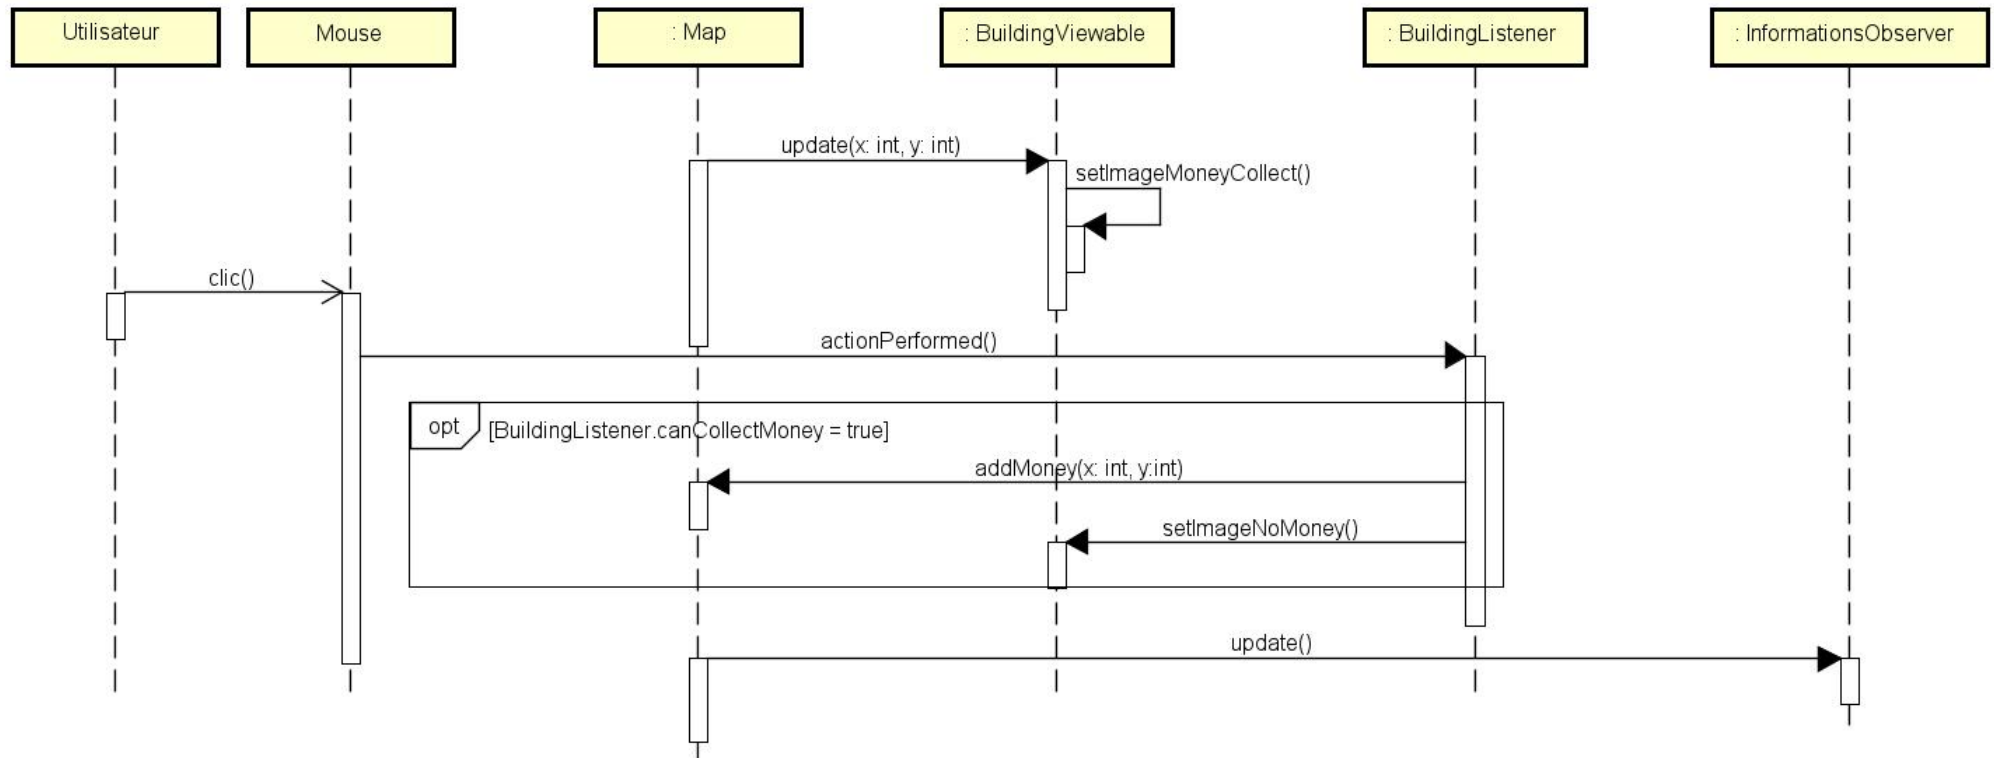 Utilisateur
Mouse
: Map
: BuildingViewable
: BuildingListener
: InformationsObserver
update(x: int, y: int)
setImageMoneyCollect()
clic()
actionPerformed()
opt
[BuildingListener.canCollectMoney = true]
addMoney(x: int, y:int)
setImageNoMoney()
update()